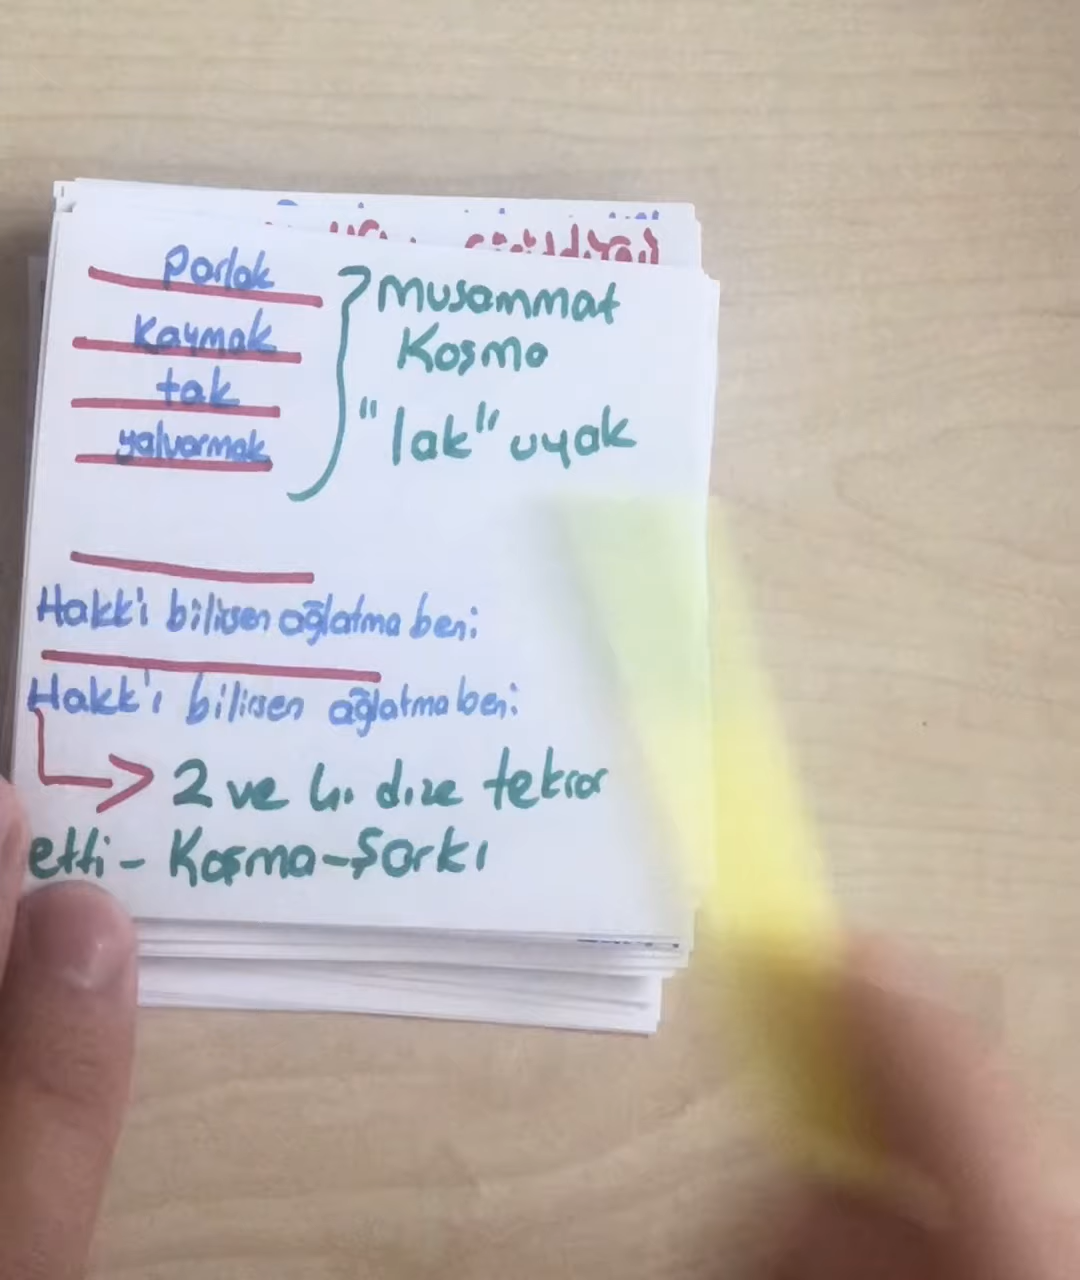 Parlak
Kaymak
tak
yalvarmak
musammat
Koşma
"lak" uyak
Hakk'ı bilirsen ağlatma beni
Hakk'ı bilirsen ağlatma beni
2 ve 4. dize tekrar
etti - Koşma - Şarkı